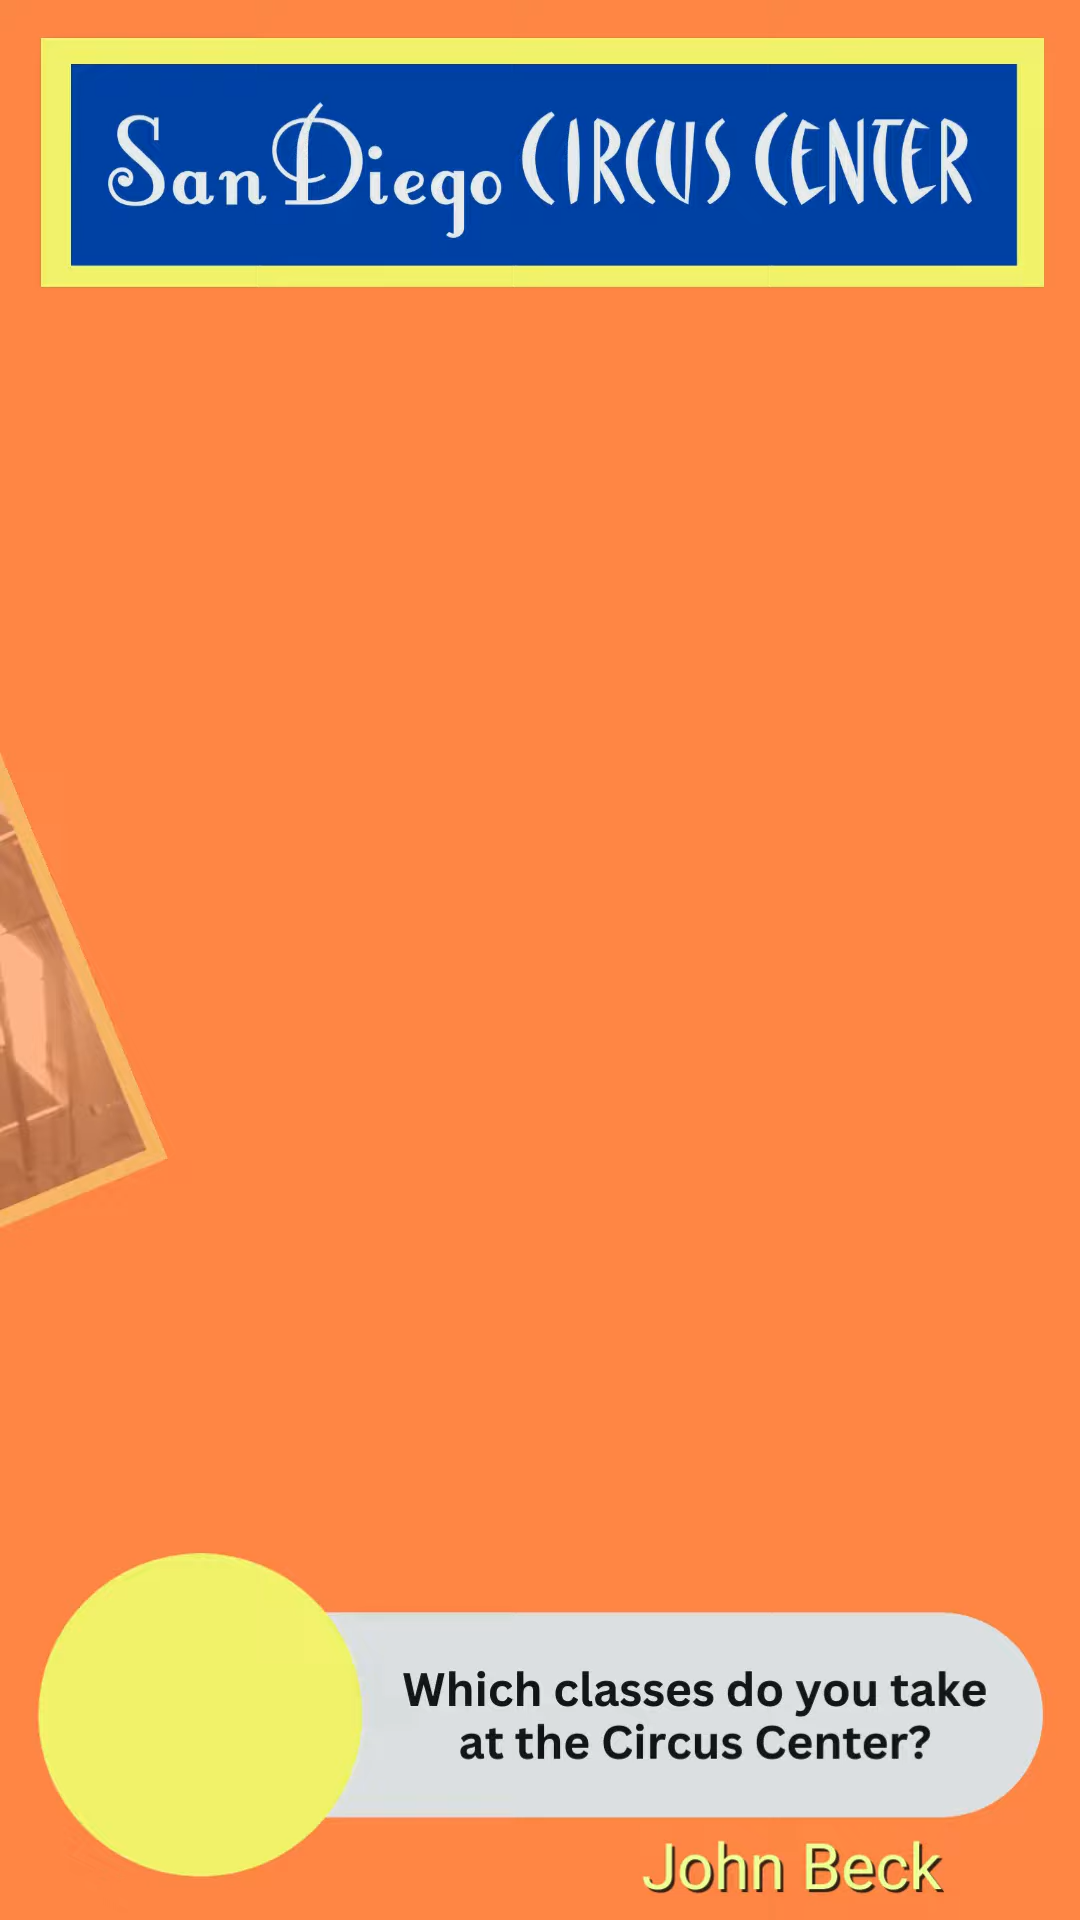 San Diego CIRCUS CENTER
Which classes do you take
at the Circus Center?
John Beck